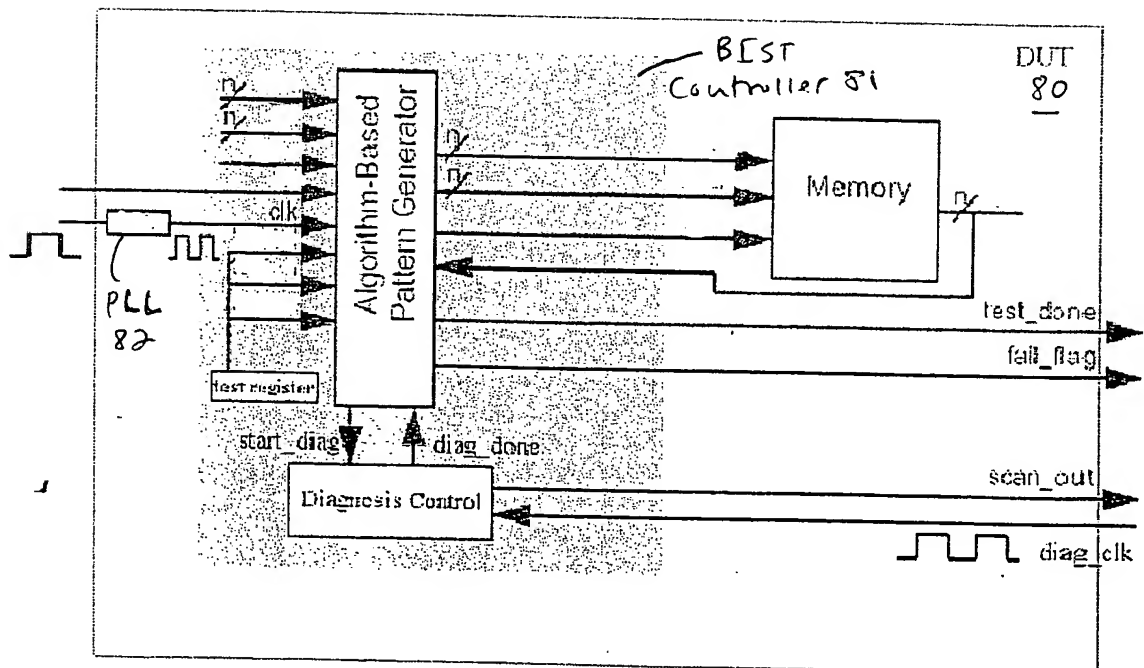 BIST
Controller 81
DUT
80
n
n
Algorithm-Based
Pattern Generator
n
n
Memory
n
clk
PLL
82
test register
test_done
fail_flag
start_diag
diag_done
Diagnosis Control
scan_out
diag_clk